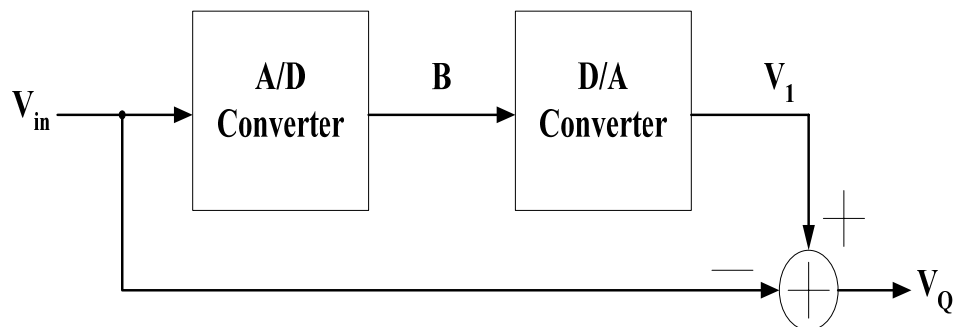 V_in
A/D
Converter
B
D/A
Converter
V_1
+
—
+
V_Q